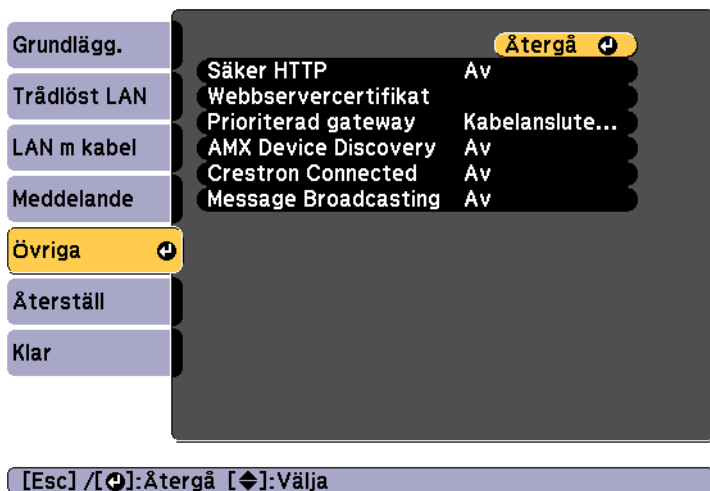 Grundlägg.
Trådlöst LAN
LAN m kabel
Meddelande
Övriga
Återställ
Klar
Återgå
Säker HTTP Av
Webbservercertifikat
Prioriterad gateway Kabelanslute...
AMX Device Discovery Av
Crestron Connected Av
Message Broadcasting Av
[Esc] /[⏎]:Återgå [◆]:Välja